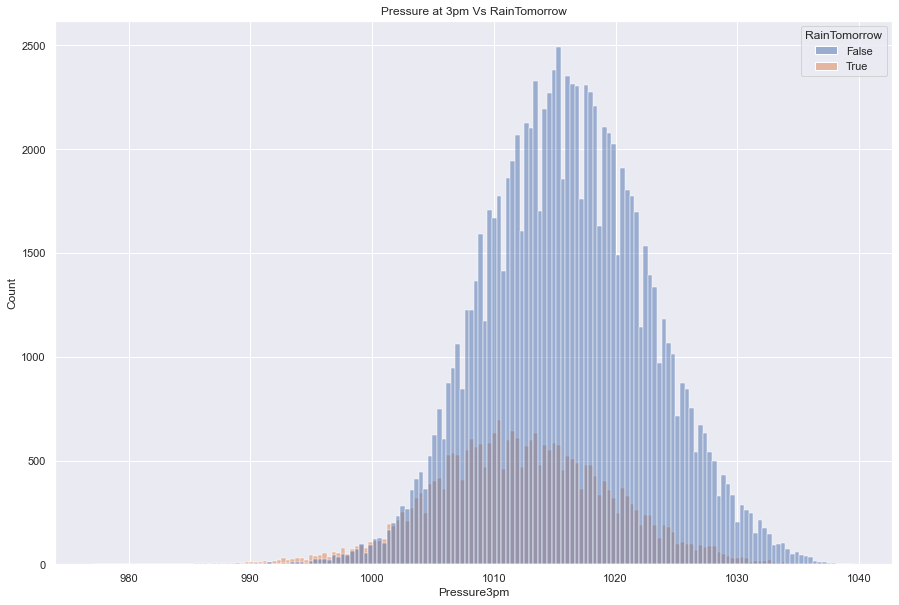 Pressure at 3pm Vs RainTomorrow
RainTomorrow
False
True
2500
2000
1500
1000
500
0
Count
980
990
1000
1010
1020
1030
1040
Pressure3pm